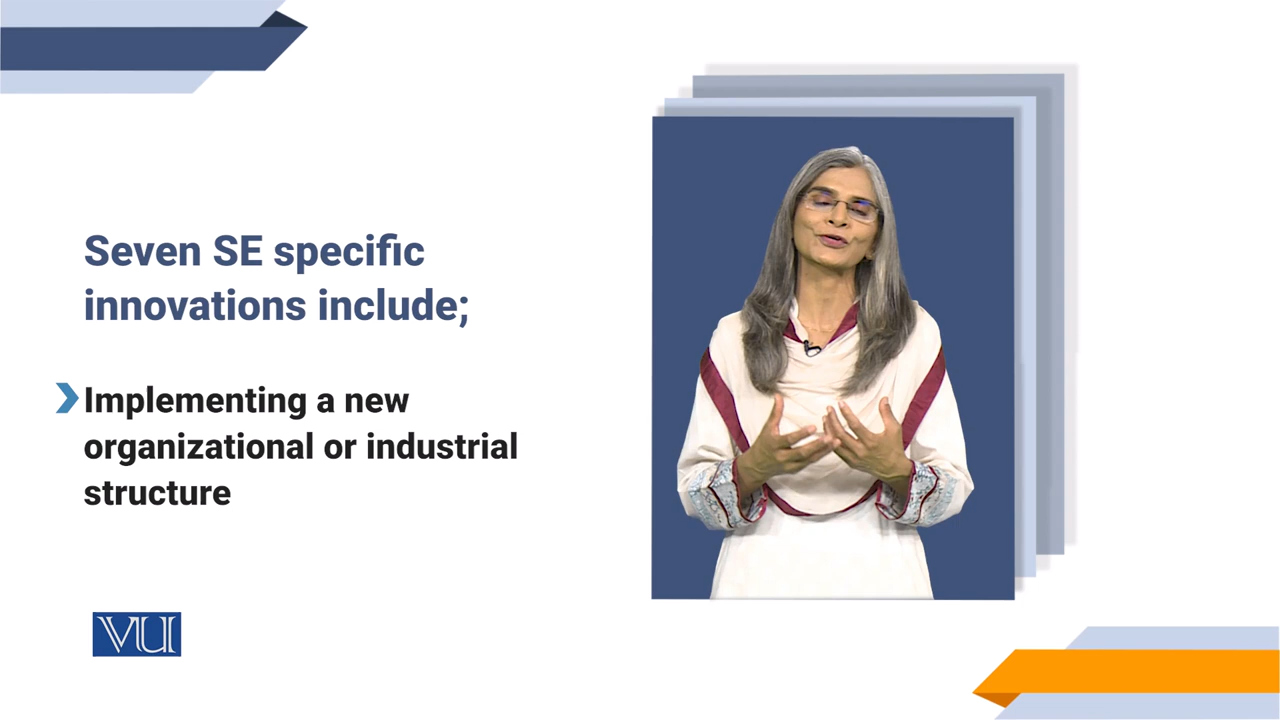 Seven SE specific
innovations include;
Implementing a new
organizational or industrial
structure
VU